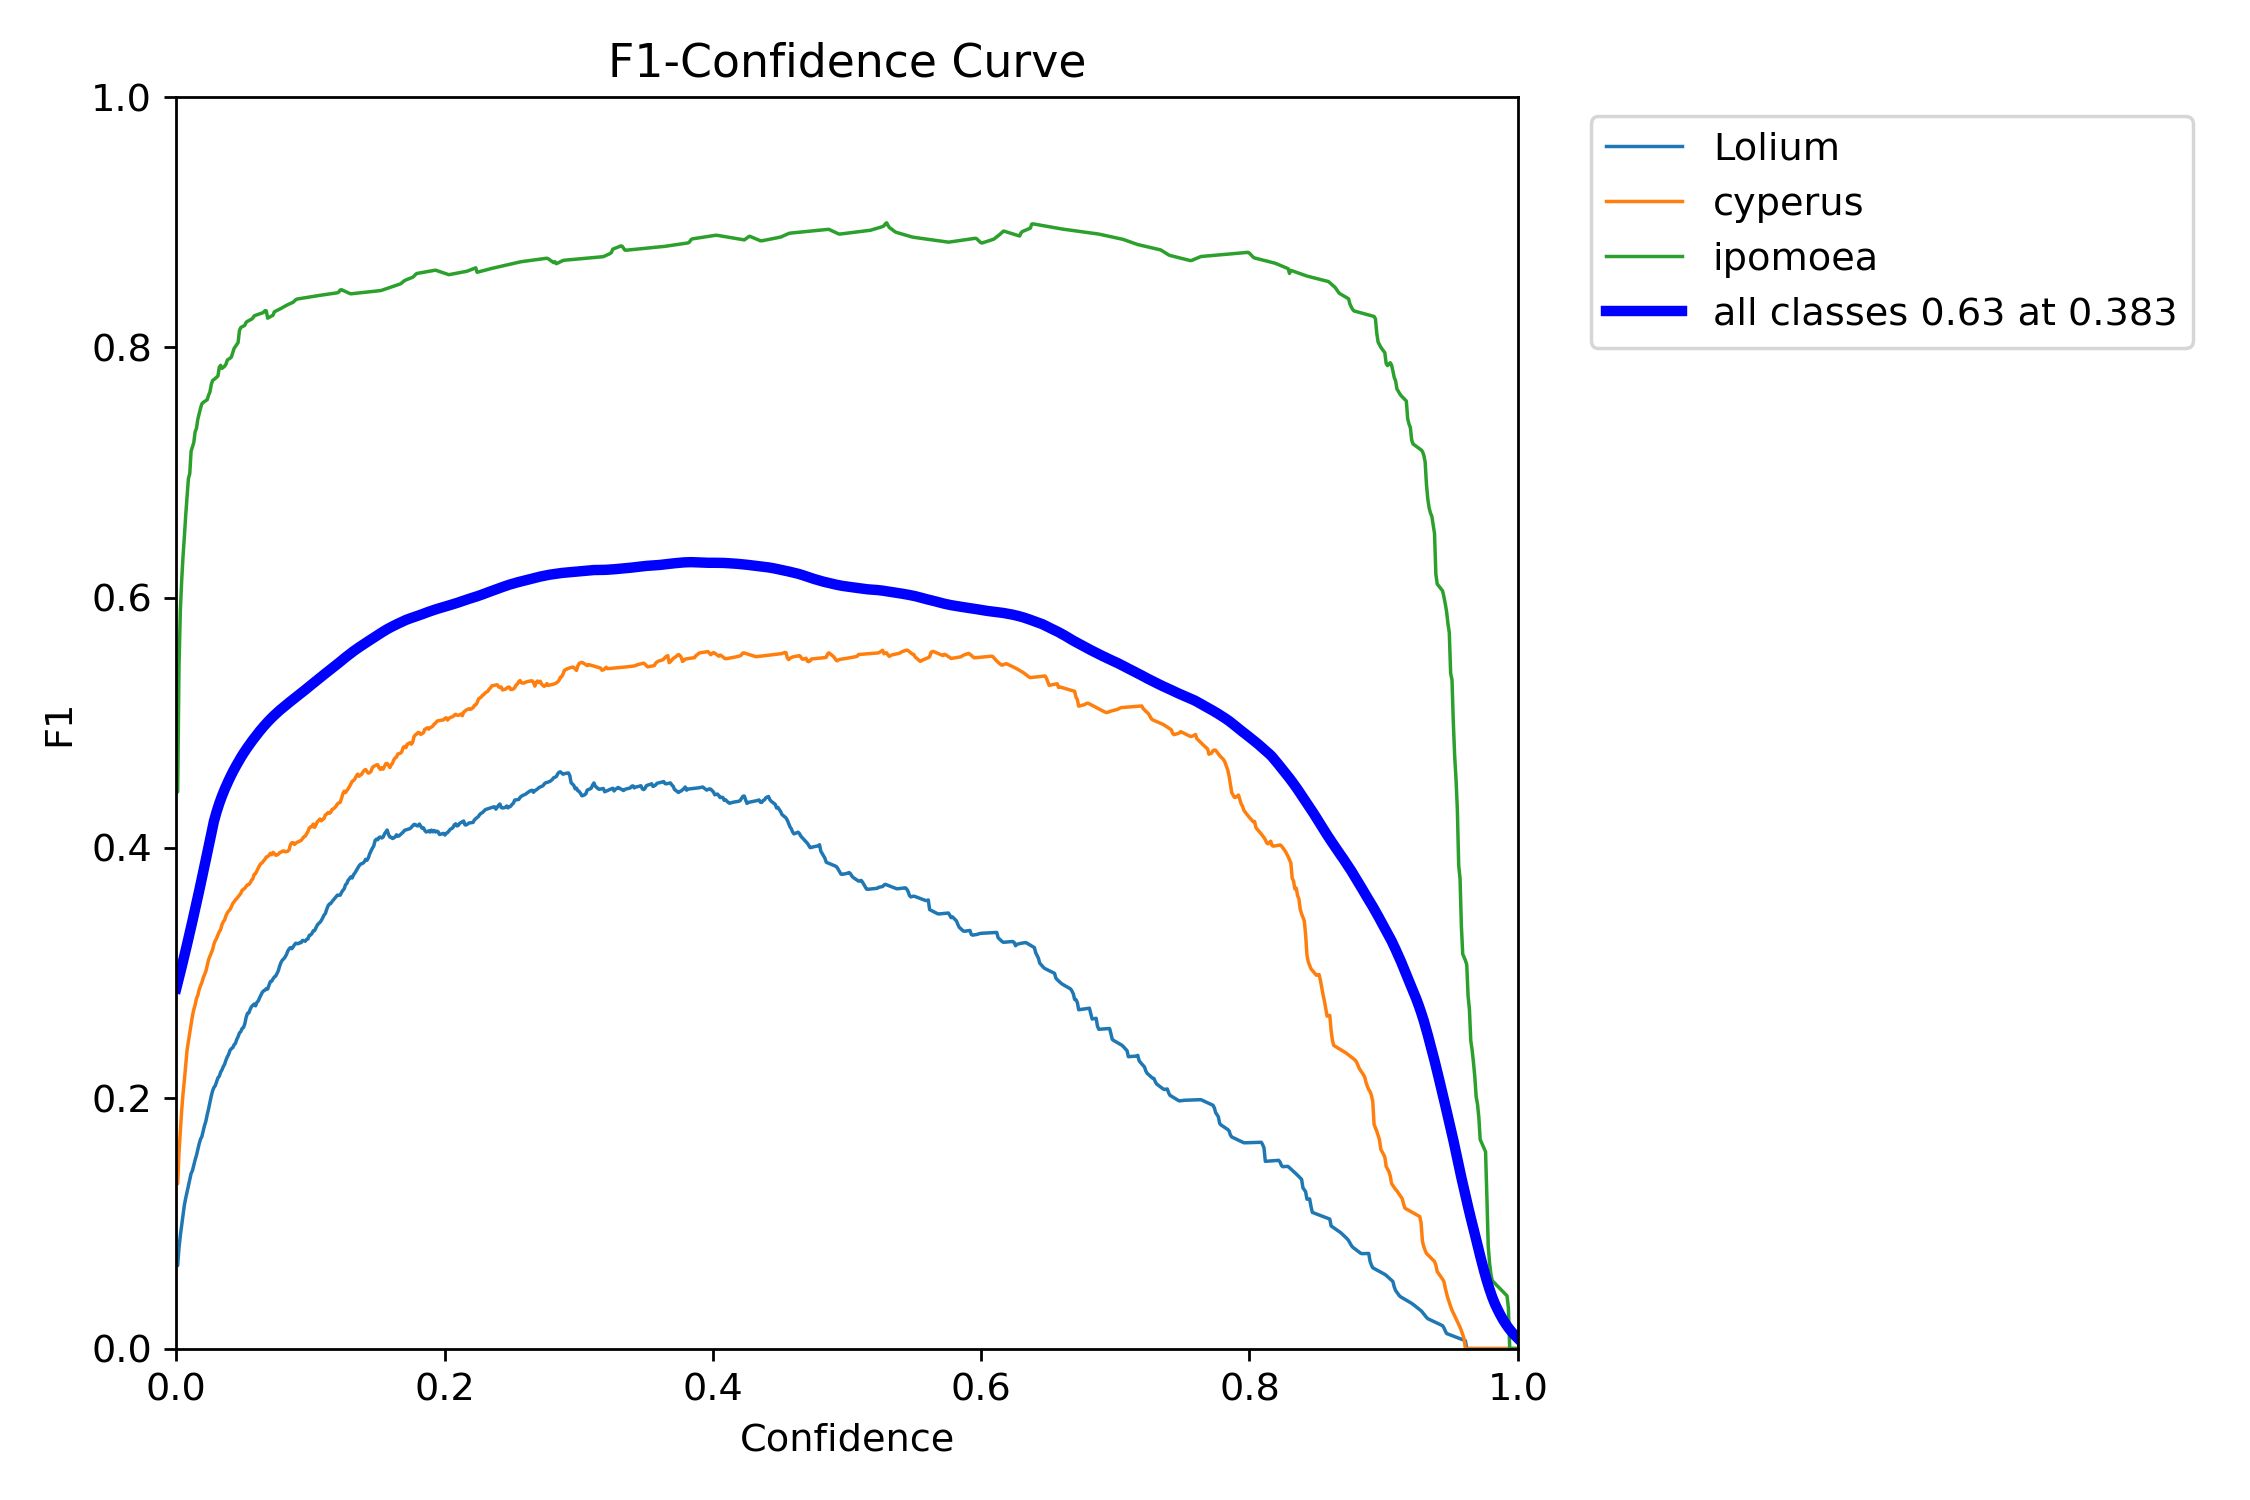 F1-Confidence Curve
1.0
0.8
0.6
0.4
0.2
0.0
F1
0.0 0.2 0.4 0.6 0.8 1.0
Confidence
Lolium
cyperus
ipomoea
all classes 0.63 at 0.383